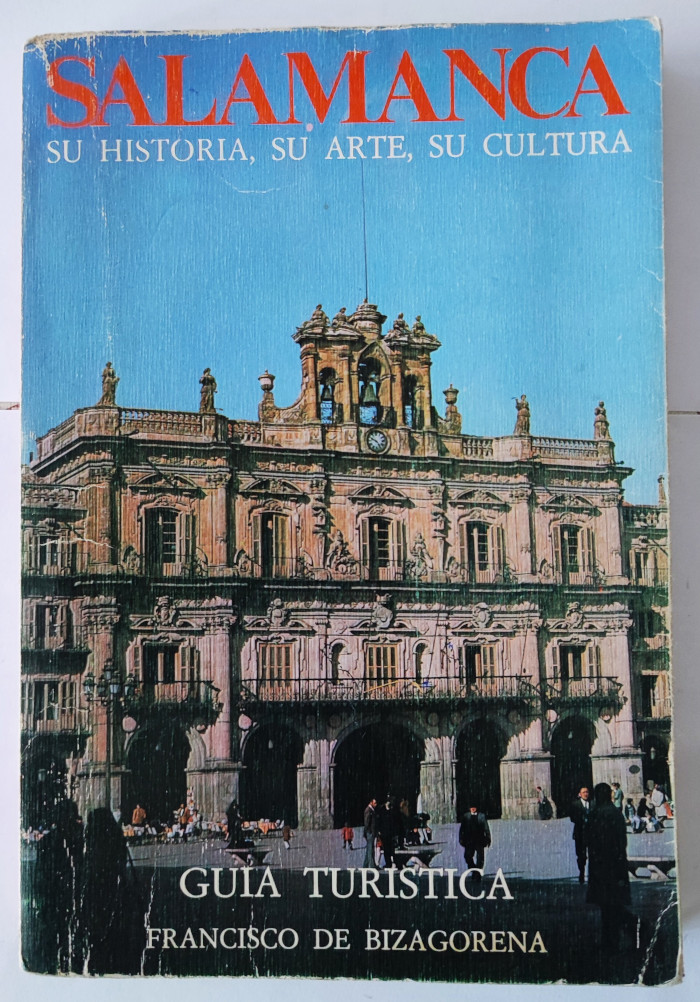 SALAMANCA
SU HISTORIA, SU ARTE, SU CULTURA
GUIA TURISTICA
FRANCISCO DE BIZAGORENA